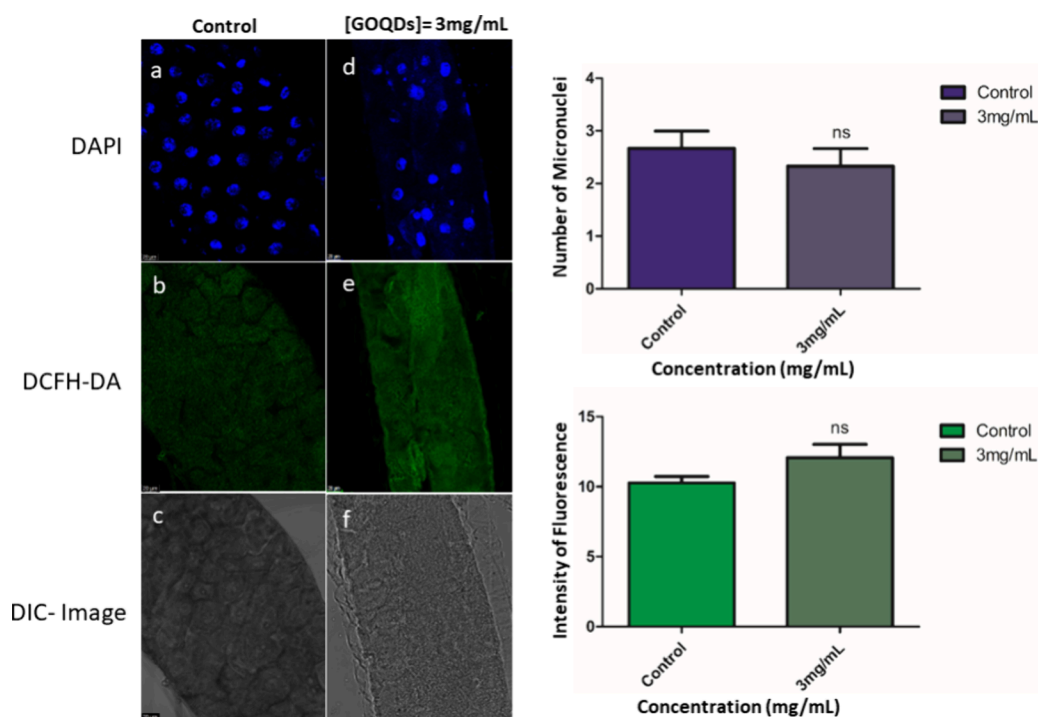 Control
[GOQDs]= 3mg/mL
DAPI
a
d
DCFH-DA
b
e
DIC- Image
c
f
Number of Micronuclei
4
3
2
1
0
ns
Control
3mg/mL
Control
3mg/mL
Concentration (mg/mL)
Intensity of Fluorescence
15
10
5
0
ns
Control
3mg/mL
Control
3mg/mL
Concentration (mg/mL)